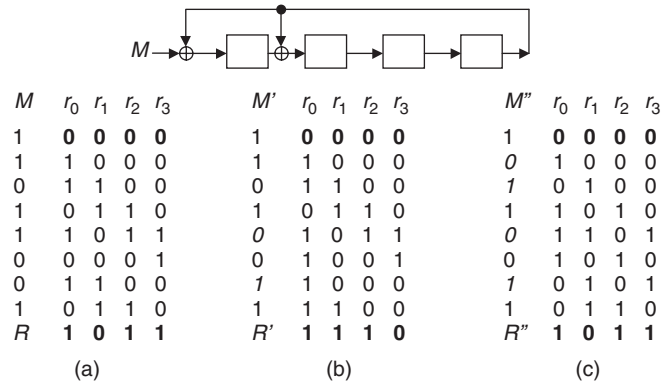 M
M r0 r1 r2 r3 M' r0 r1 r2 r3 M" r0 r1 r2 r3
1 0 0 0 0 1 0 0 0 0 1 0 0 0 0
1 1 0 0 0 1 1 0 0 0 0 1 0 0 0
0 1 1 0 0 0 1 1 0 0 1 0 1 0 0
1 0 1 1 0 1 0 1 1 0 1 1 0 1 0
1 1 0 1 1 0 1 0 1 1 0 1 1 0 1
0 0 0 0 1 0 1 0 0 1 0 1 0 1 0
0 1 1 0 0 1 1 1 0 0 1 0 1 0 1
1 0 1 1 0 1 1 1 1 0 1 0 1 1 0
R 1 0 1 1 R' 1 1 1 0 R" 1 0 1 1
(a) (b) (c)